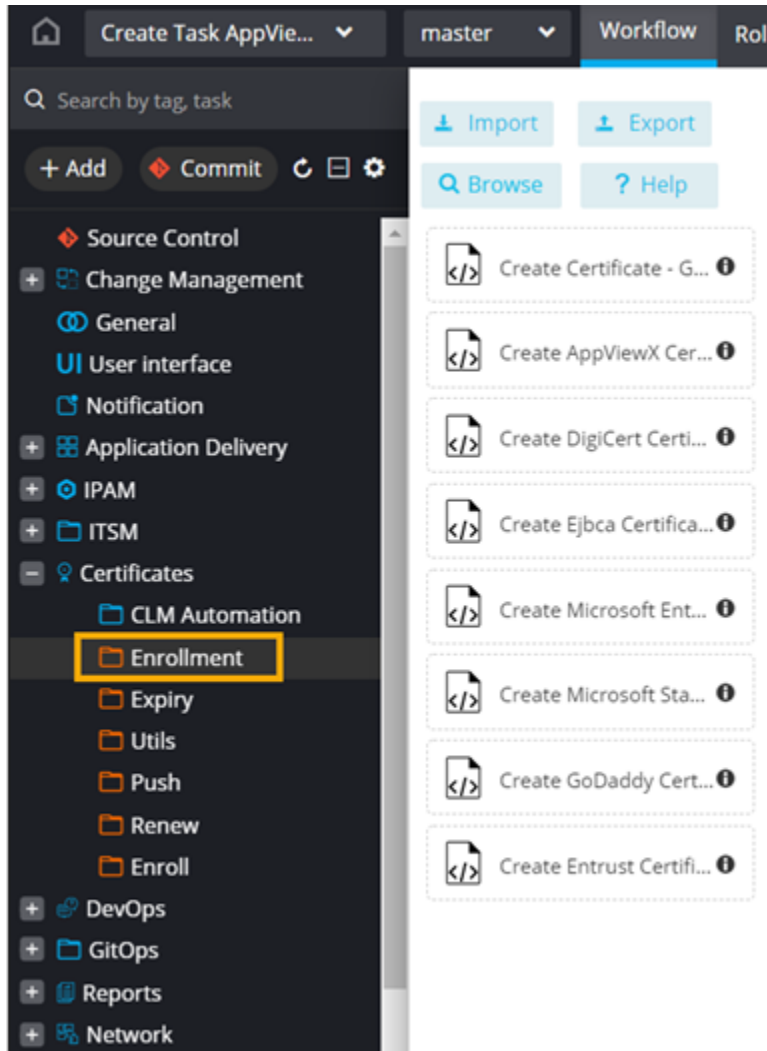 Create Task AppVie...
master
Workflow
Rol
Search by tag, task
+ Add
Commit
Source Control
Change Management
General
UI User interface
Notification
Application Delivery
IPAM
ITSM
Certificates
CLM Automation
Enrollment
Expiry
Utils
Push
Renew
Enroll
DevOps
GitOps
Reports
Network
Import
Export
Browse
? Help
Create Certificate - G...
Create AppViewX Cer...
Create DigiCert Certi...
Create Ejbca Certifica...
Create Microsoft Ent...
Create Microsoft Sta...
Create GoDaddy Cert...
Create Entrust Certifi...